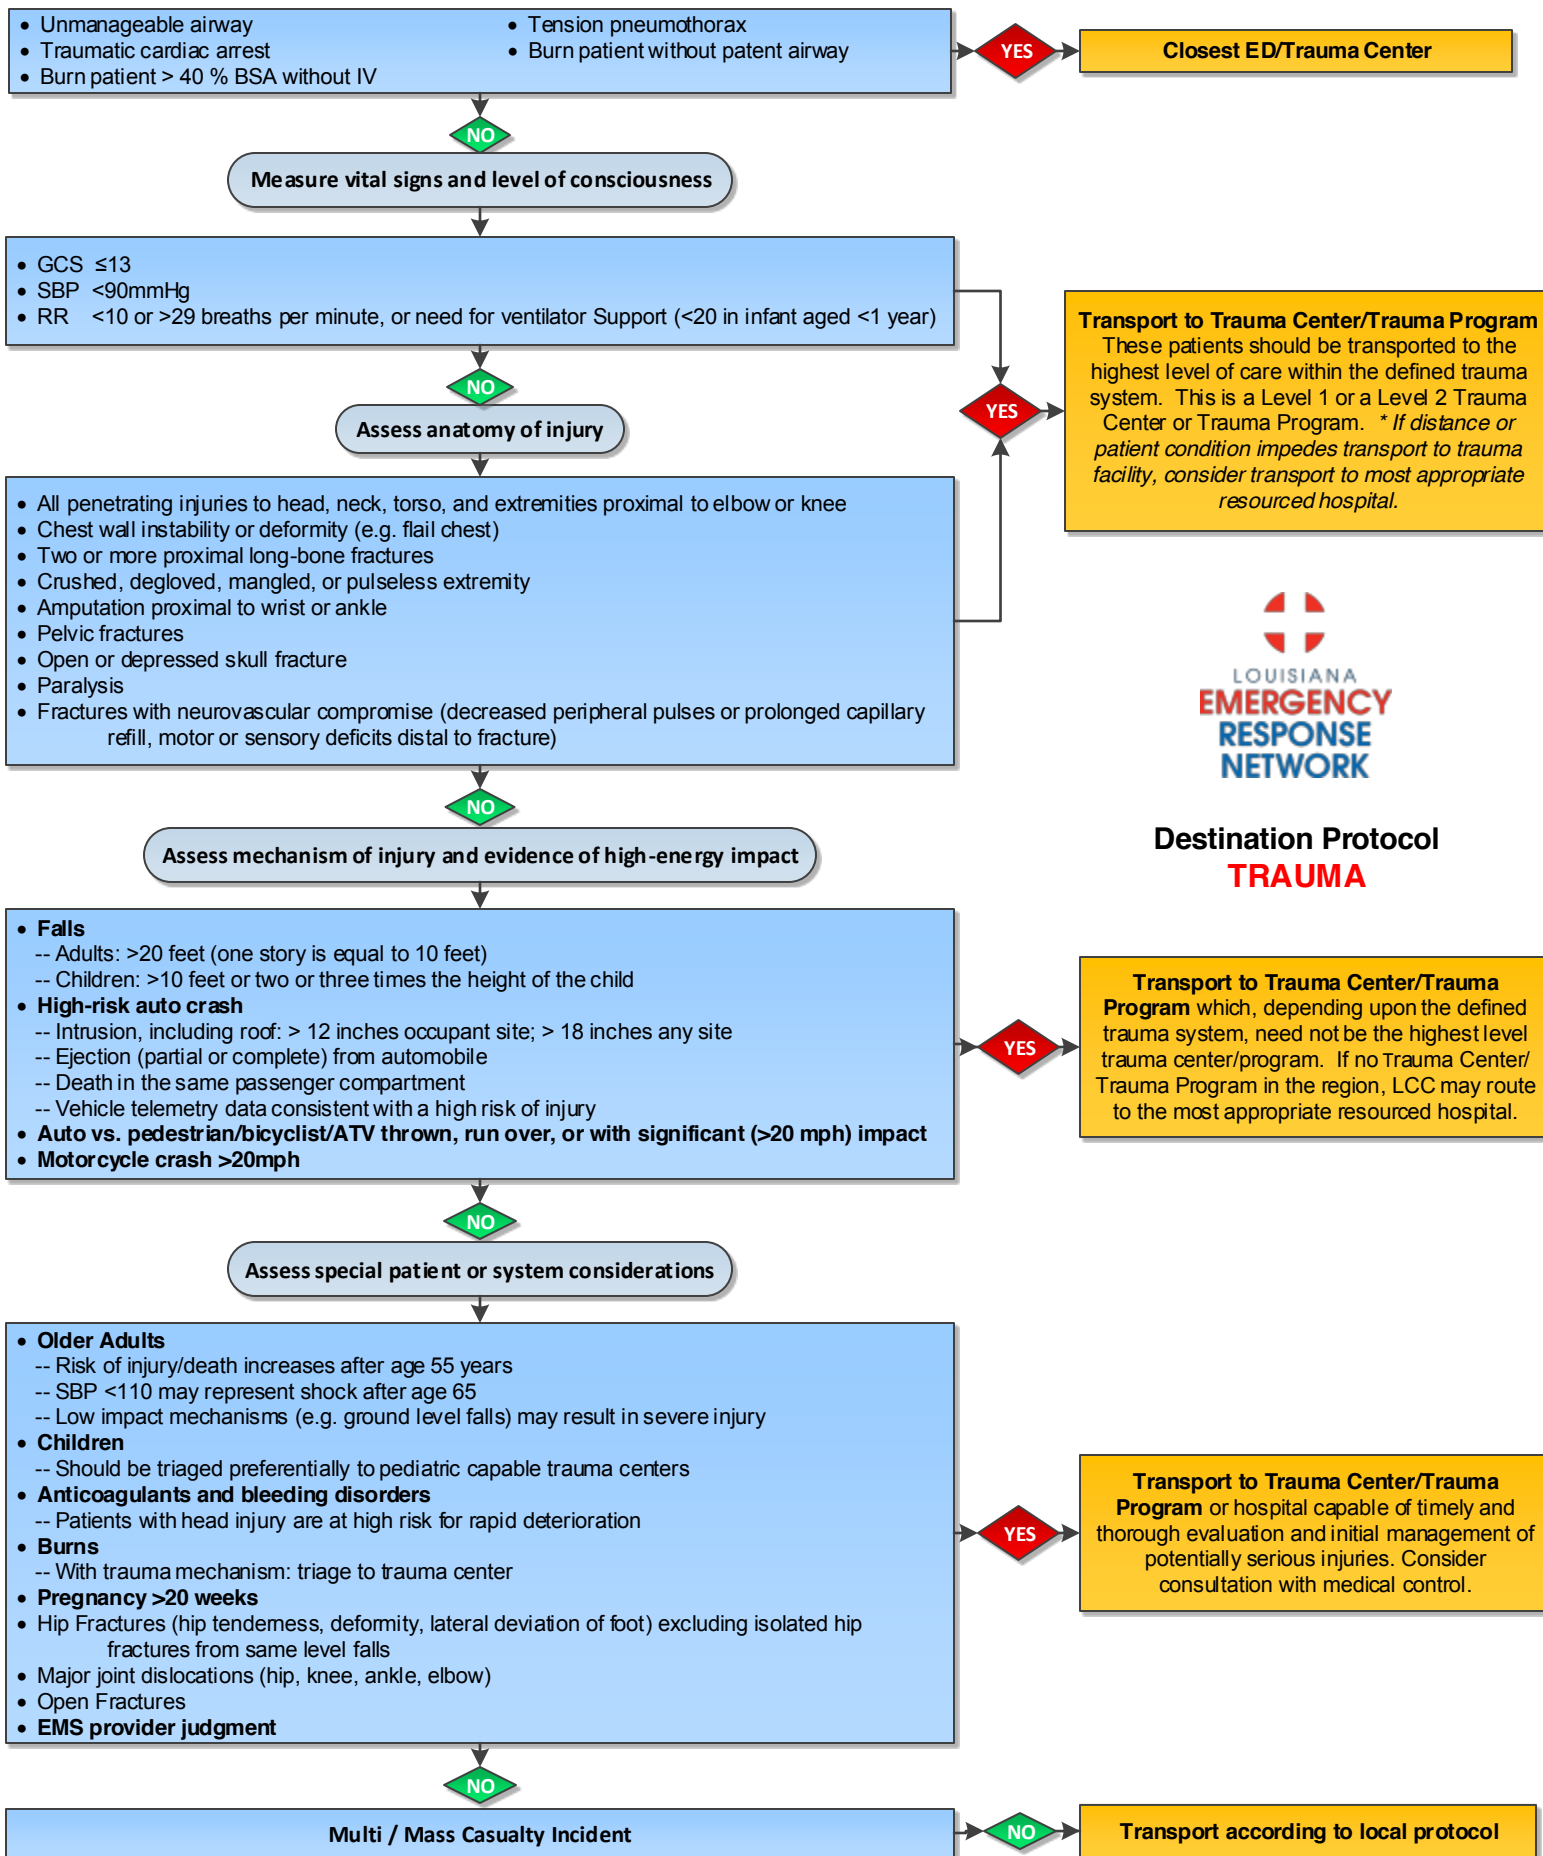 • Unmanageable airway
• Traumatic cardiac arrest
• Burn patient > 40 % BSA without IV
• Tension pneumothorax
• Burn patient without patent airway
YES
Closest ED/Trauma Center
NO
Measure vital signs and level of consciousness
• GCS ≤13
• SBP <90mmHg
• RR <10 or >29 breaths per minute, or need for ventilator Support (<20 in infant aged <1 year)
NO
Assess anatomy of injury
• All penetrating injuries to head, neck, torso, and extremities proximal to elbow or knee
• Chest wall instability or deformity (e.g. flail chest)
• Two or more proximal long-bone fractures
• Crushed, degloved, mangled, or pulseless extremity
• Amputation proximal to wrist or ankle
• Pelvic fractures
• Open or depressed skull fracture
• Paralysis
• Fractures with neurovascular compromise (decreased peripheral pulses or prolonged capillary
refill, motor or sensory deficits distal to fracture)
YES
Transport to Trauma Center/Trauma Program
These patients should be transported to the
highest level of care within the defined trauma
system. This is a Level 1 or a Level 2 Trauma
Center or Trauma Program. * If distance or
patient condition impedes transport to trauma
facility, consider transport to most appropriate
resourced hospital.
LOUISIANA
EMERGENCY
RESPONSE
NETWORK
Destination Protocol
TRAUMA
NO
Assess mechanism of injury and evidence of high-energy impact
• Falls
-- Adults: >20 feet (one story is equal to 10 feet)
-- Children: >10 feet or two or three times the height of the child
• High-risk auto crash
-- Intrusion, including roof: > 12 inches occupant site; > 18 inches any site
-- Ejection (partial or complete) from automobile
-- Death in the same passenger compartment
-- Vehicle telemetry data consistent with a high risk of injury
• Auto vs. pedestrian/bicyclist/ATV thrown, run over, or with significant (>20 mph) impact
• Motorcycle crash >20mph
YES
Transport to Trauma Center/Trauma
Program which, depending upon the defined
trauma system, need not be the highest level
trauma center/program. If no Trauma Center/
Trauma Program in the region, LCC may route
to the most appropriate resourced hospital.
NO
Assess special patient or system considerations
• Older Adults
-- Risk of injury/death increases after age 55 years
-- SBP <110 may represent shock after age 65
-- Low impact mechanisms (e.g. ground level falls) may result in severe injury
• Children
-- Should be triaged preferentially to pediatric capable trauma centers
• Anticoagulants and bleeding disorders
-- Patients with head injury are at high risk for rapid deterioration
• Burns
-- With trauma mechanism: triage to trauma center
• Pregnancy >20 weeks
• Hip Fractures (hip tenderness, deformity, lateral deviation of foot) excluding isolated hip
fractures from same level falls
• Major joint dislocations (hip, knee, ankle, elbow)
• Open Fractures
• EMS provider judgment
YES
Transport to Trauma Center/Trauma
Program or hospital capable of timely and
thorough evaluation and initial management of
potentially serious injuries. Consider
consultation with medical control.
NO
Multi / Mass Casualty Incident
NO
Transport according to local protocol